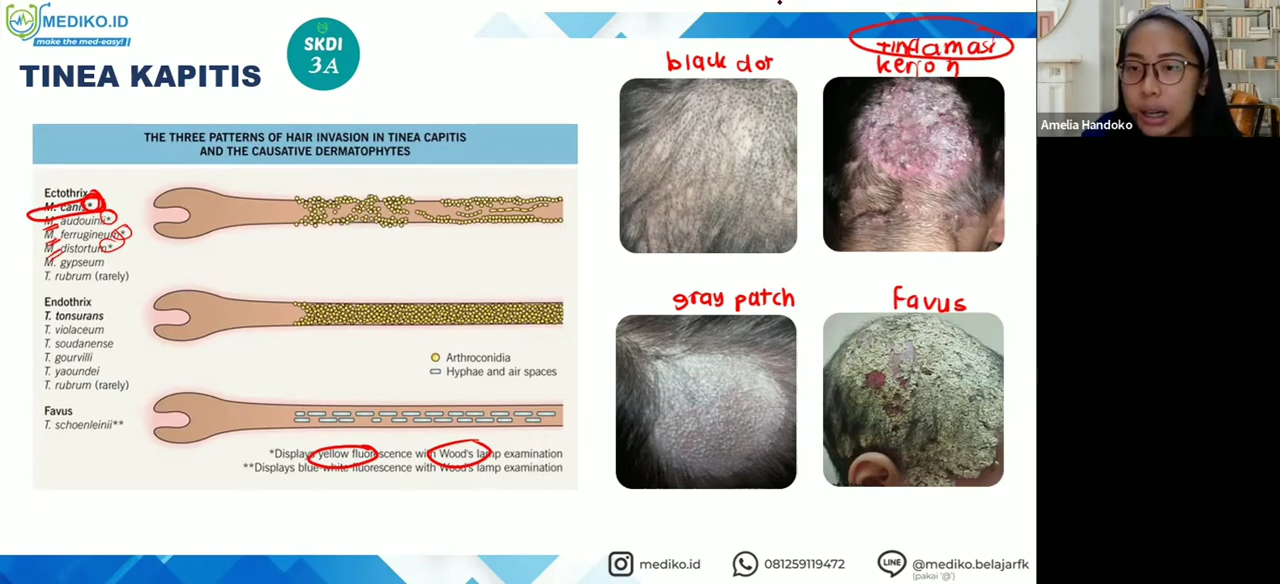 MEDIKO.ID
make the med-easy!
SKDI
3A
TINEA KAPITIS
THE THREE PATTERNS OF HAIR INVASION IN TINEA CAPITIS
AND THE CAUSATIVE DERMATOPHYTES
Ectothrix
M. canis*
M. audouinii*
M. ferrugineum*
M. distortum*
M. gypseum
T. rubrum (rarely)
Endothrix
T. tonsurans
T. violaceum
T. soudanense
T. gourvilli
T. yaoundei
T. rubrum (rarely)
Favus
T. schoenleinii**
Arthroconidia
Hyphae and air spaces
*Displays yellow fluorescence with Wood's lamp examination
**Displays blue-white fluorescence with Wood's lamp examination
black dot
kerion
gray patch
Favus
Amelia Handoko
mediko.id
081259119472
LINE
@mediko.belajarfk
(pakai '@')